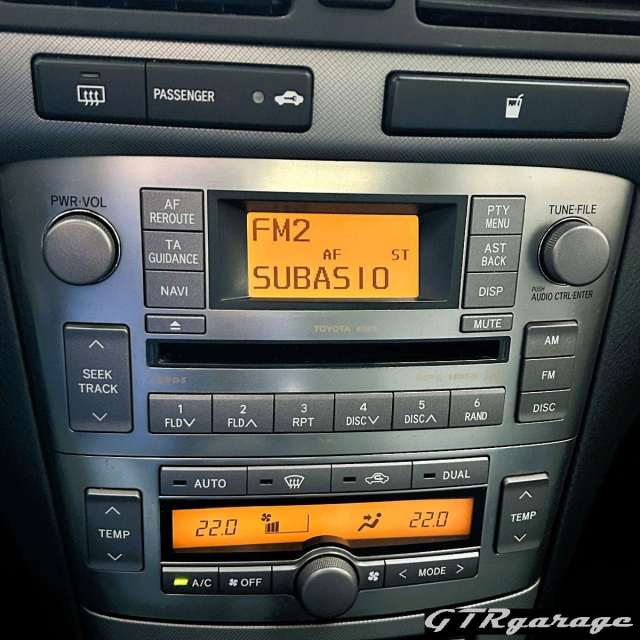 PASSENGER
PWR·VOL
AF REROUTE
TA GUIDANCE
NAVI
FM2
AF ST
SUBASIO
PTY MENU
AST BACK
DISP
TUNE·FILE
PUSH
AUDIO CTRL·ENTER
TOYOTA
MUTE
SEEK
TRACK
AM
FM
DISC
1 FLD
2 FLD
3 RPT
4 DISC
5 DISC
6 RAND
AUTO
DUAL
TEMP
22.0
22.0
TEMP
A/C
OFF
< MODE >
GTRgarage